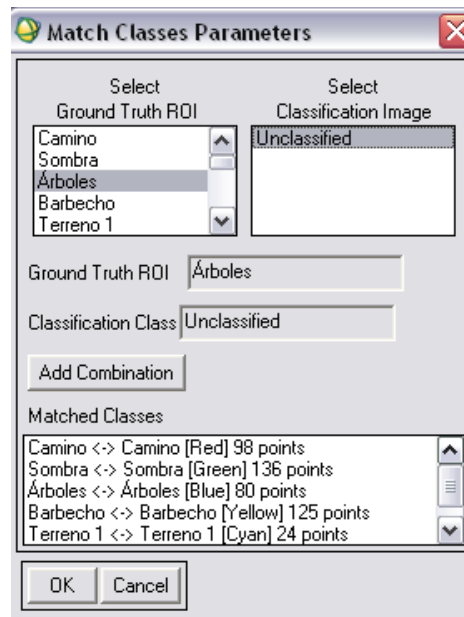 Match Classes Parameters
Select
Ground Truth ROI
Select
Classification Image
Camino
Sombra
Árboles
Barbecho
Terreno 1
Unclassified
Ground Truth ROI Árboles
Classification Class Unclassified
Add Combination
Matched Classes
Camino <-> Camino [Red] 98 points
Sombra <-> Sombra [Green] 136 points
Árboles <-> Árboles [Blue] 80 points
Barbecho <-> Barbecho [Yellow] 125 points
Terreno 1 <-> Terreno 1 [Cyan] 24 points
OK Cancel